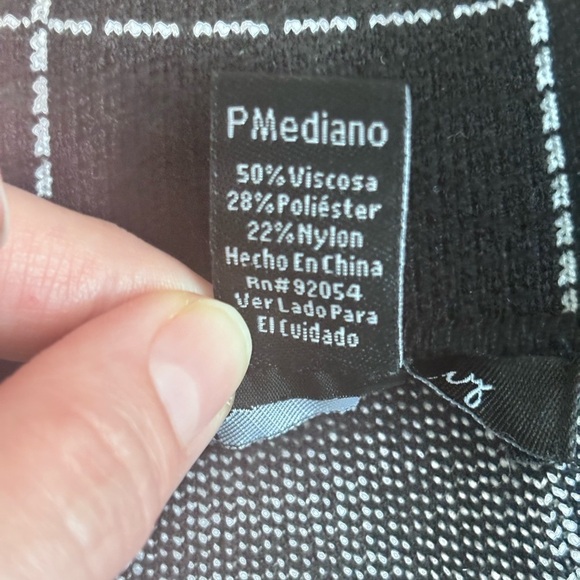 PMediano
50%Viscosa
28%Poliéster
22%Nylon
Hecho En China
Rn#92054
Ver Lado Para
El Cuidado